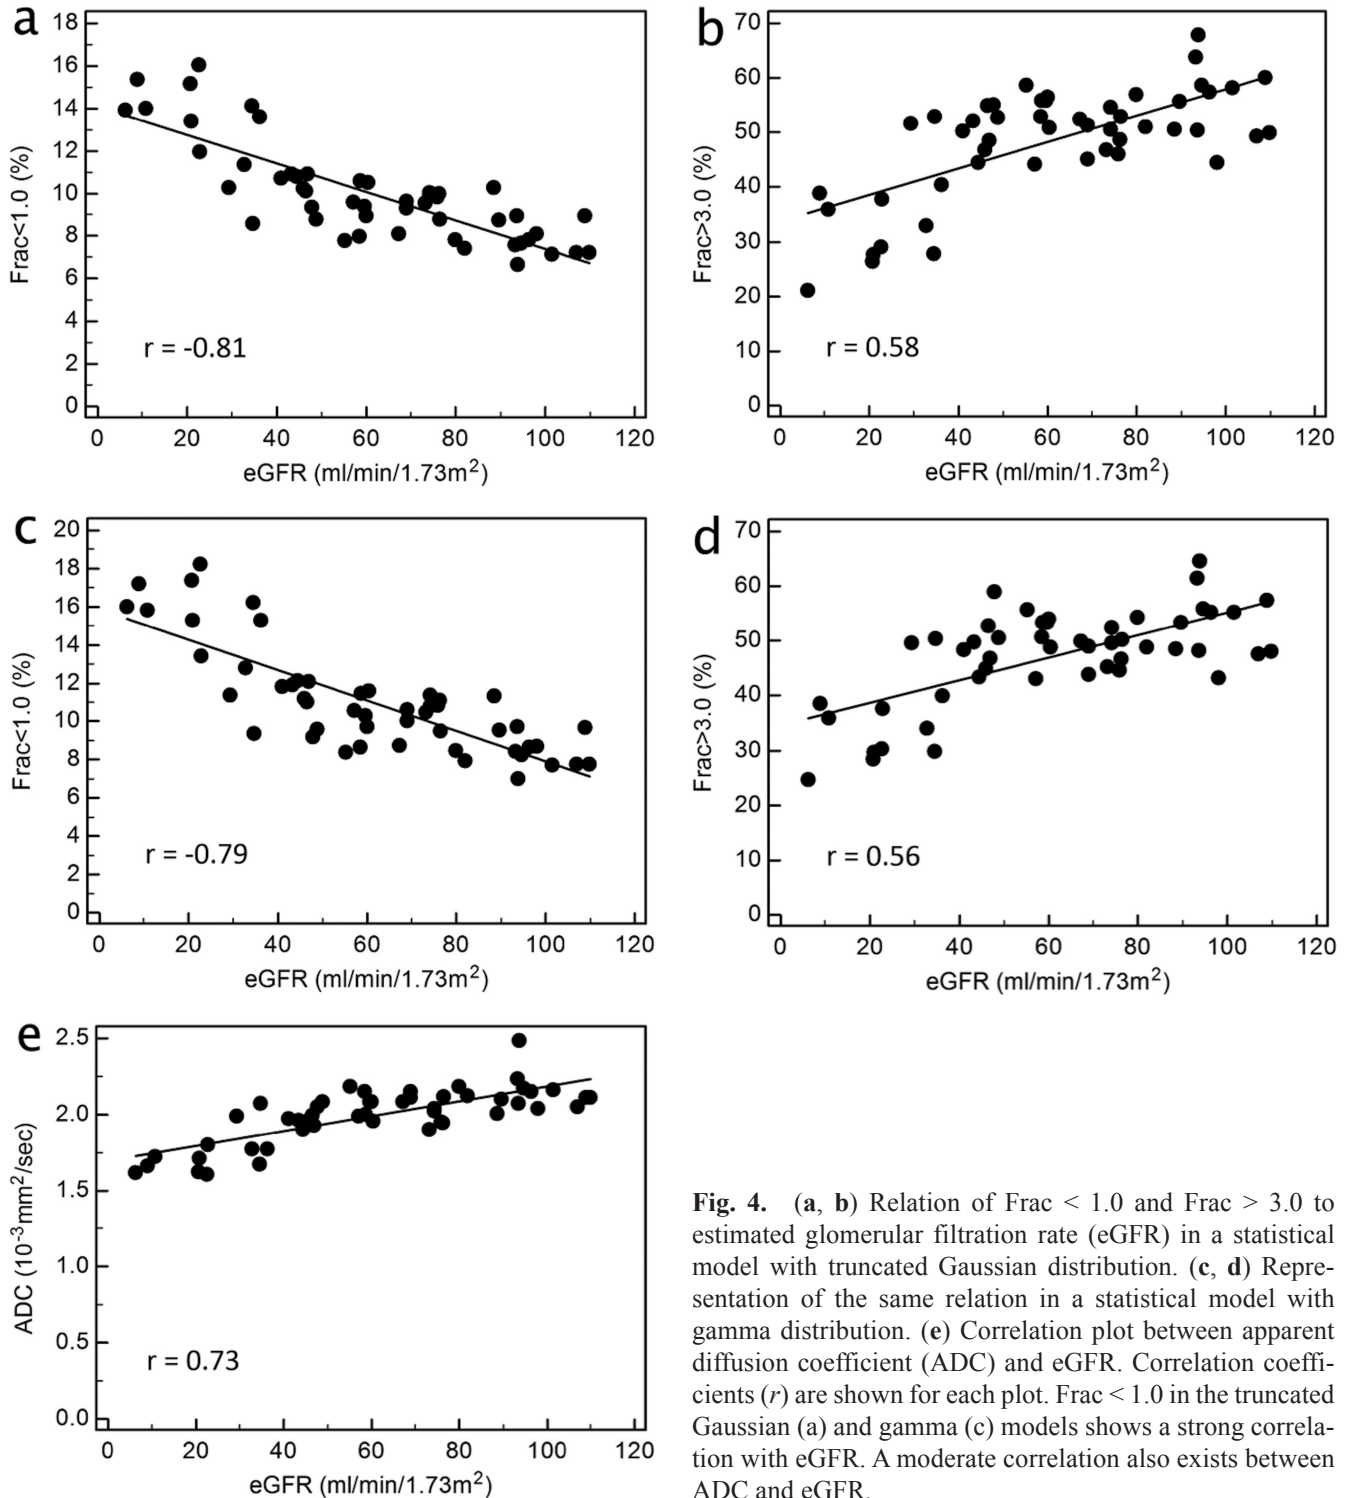 a
18
16
14
12
10
8
6
4
2
0
Frac<1.0 (%)
r = -0.81
0 20 40 60 80 100 120
eGFR (ml/min/1.73m²)
b
70
60
50
40
30
20
10
0
Frac>3.0 (%)
r = 0.58
0 20 40 60 80 100 120
eGFR (ml/min/1.73m²)
c
20
18
16
14
12
10
8
6
4
2
0
Frac<1.0 (%)
r = -0.79
0 20 40 60 80 100 120
eGFR (ml/min/1.73m²)
d
70
60
50
40
30
20
10
0
Frac>3.0 (%)
r = 0.56
0 20 40 60 80 100 120
eGFR (ml/min/1.73m²)
e
2.5
2.0
1.5
1.0
0.5
0.0
ADC (10⁻³mm²/sec)
r = 0.73
0 20 40 60 80 100 120
eGFR (ml/min/1.73m²)
Fig. 4. (a, b) Relation of Frac < 1.0 and Frac > 3.0 to
estimated glomerular filtration rate (eGFR) in a statistical
model with truncated Gaussian distribution. (c, d) Repre-
sentation of the same relation in a statistical model with
gamma distribution. (e) Correlation plot between apparent
diffusion coefficient (ADC) and eGFR. Correlation coeffi-
cients (r) are shown for each plot. Frac < 1.0 in the truncated
Gaussian (a) and gamma (c) models shows a strong correla-
tion with eGFR. A moderate correlation also exists between
ADC and eGFR.